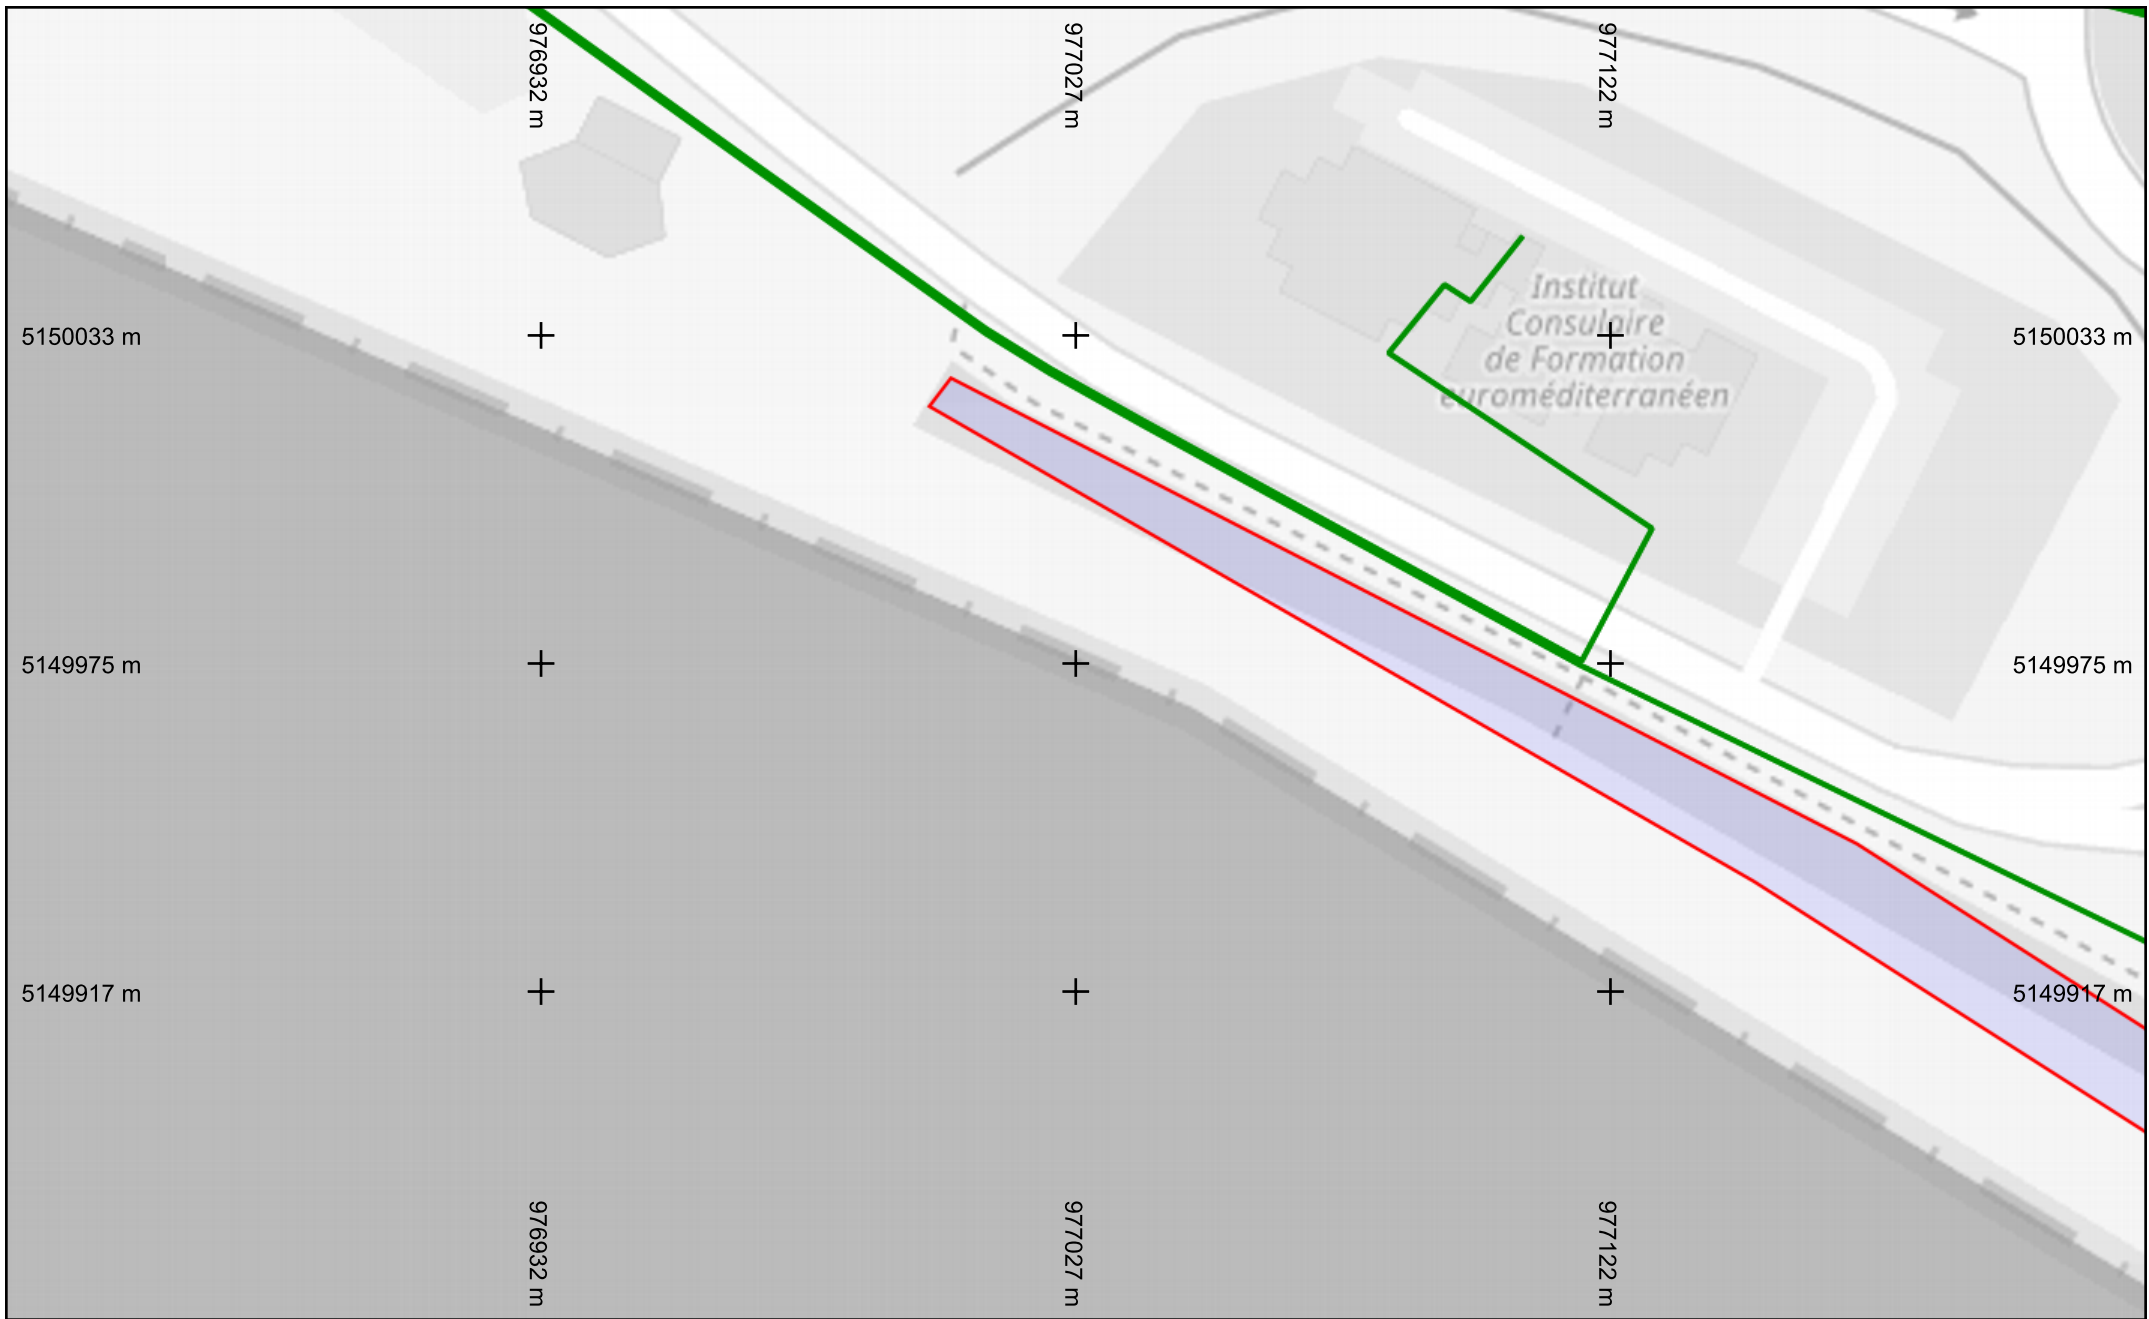 976932 m
977027 m
977122 m
Institut
Consulaire
de Formation
euroméditerranéen
5150033 m
5150033 m
5149975 m
5149975 m
5149917 m
5149917 m
976932 m
977027 m
977122 m